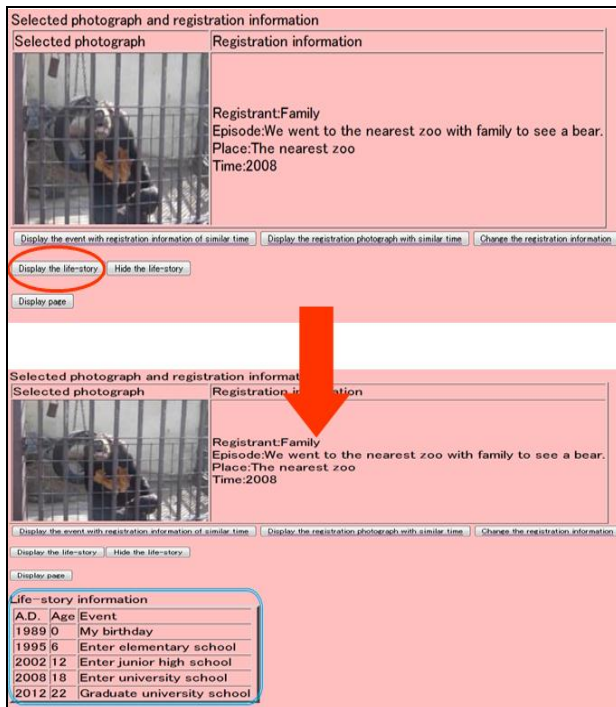 Selected photograph and registration information
Selected photograph Registration information
Registrant:Family
Episode:We went to the nearest zoo with family to see a bear.
Place:The nearest zoo
Time:2008
Display the event with registration information of similar time Display the registration photograph with similar time Change the registration information
Display the life-story Hide the life-story
Display page
Selected photograph and registration informat
Selected photograph Registration in tion
Registrant:Family
Episode:We went to the nearest zoo with family to see a bear.
Place:The nearest zoo
Time:2008
Display the event with registration information of similar time Display the registration photograph with similar time Change the registration information
Display the life-story Hide the life-story
Display page
Life-story information
A.D. Age Event
1989 0 My birthday
1995 6 Enter elementary school
2002 12 Enter junior high school
2008 18 Enter university school
2012 22 Graduate university school